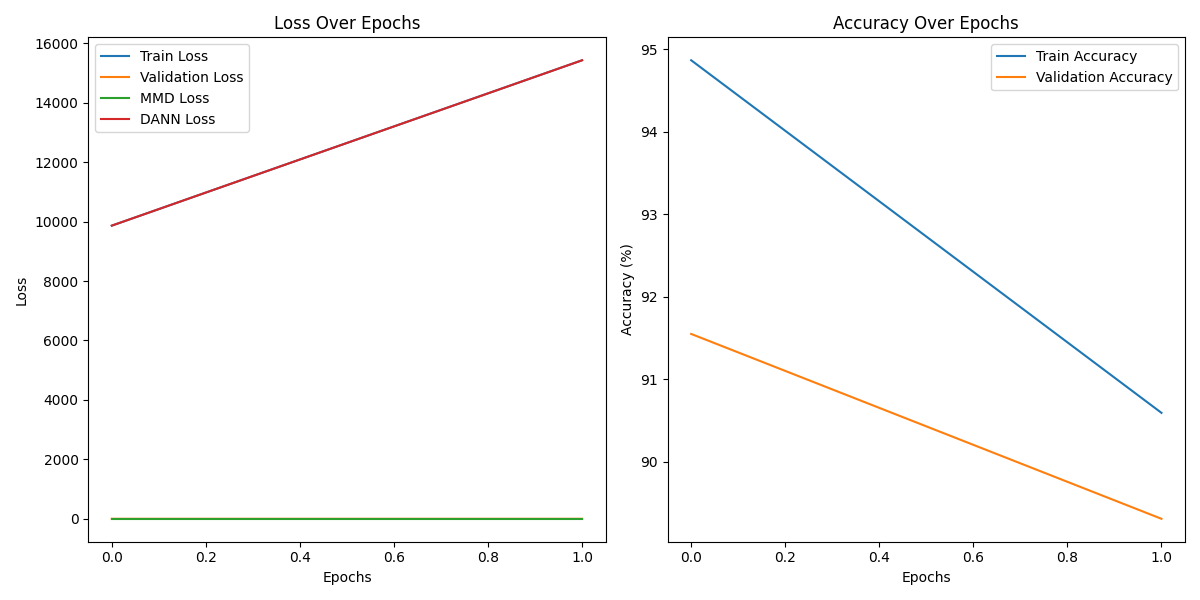 Loss Over Epochs
16000
14000
12000
10000
8000
6000
4000
2000
0
Loss
Train Loss
Validation Loss
MMD Loss
DANN Loss
0.0 0.2 0.4 0.6 0.8 1.0
Epochs
Accuracy Over Epochs
95
94
93
92
91
90
Accuracy (%)
Train Accuracy
Validation Accuracy
0.0 0.2 0.4 0.6 0.8 1.0
Epochs